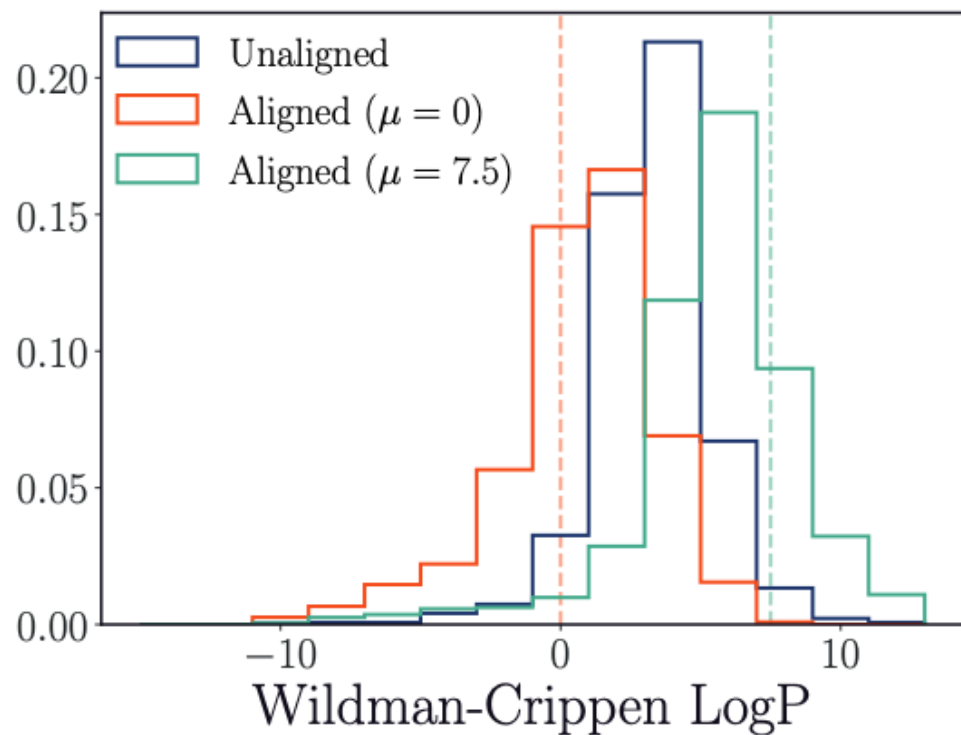 0.20
0.15
0.10
0.05
0.00
Unaligned
Aligned (μ = 0)
Aligned (μ = 7.5)
−10
0
10
Wildman-Crippen LogP